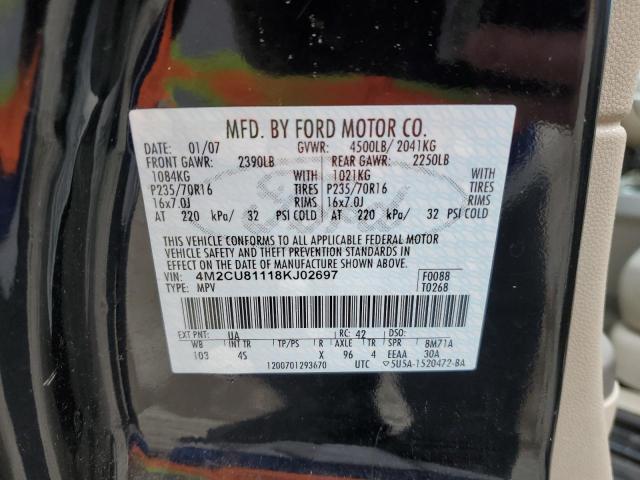 MFD. BY FORD MOTOR CO.
DATE: 01/07 GVWR: 4500LB/ 2041KG
FRONT GAWR: 2390LB REAR GAWR: 2250LB
1084KG WITH 1021KG WITH
P235/70R16 TIRES P235/70R16 TIRES
16x7.0J RIMS 16x7.0J RIMS
AT 220 kPa/ 32 PSI COLD AT 220 kPa/ 32 PSI COLD
THIS VEHICLE CONFORMS TO ALL APPLICABLE FEDERAL MOTOR
VEHICLE SAFETY AND THEFT PREVENTION STANDARDS IN
EFFECT ON THE DATE OF MANUFACTURE SHOWN ABOVE.
VIN: 4M2CU81118KJ02697 F0088
TYPE: MPV T0268
EXT PNT: UA RC: 42 DSO:
WB INT TR TP/PS R AXLE TR SPR BM71A
103 4S X 96 4 EEAA 30A
1200701293670 UTC 5U5A-1520472-BA
Ford